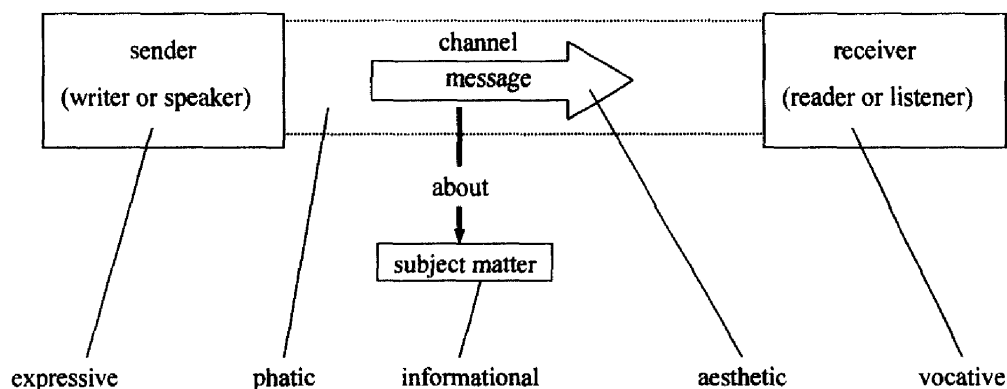 sender
(writer or speaker)
channel
message
receiver
(reader or listener)
about
subject matter
expressive
phatic
informational
aesthetic
vocative